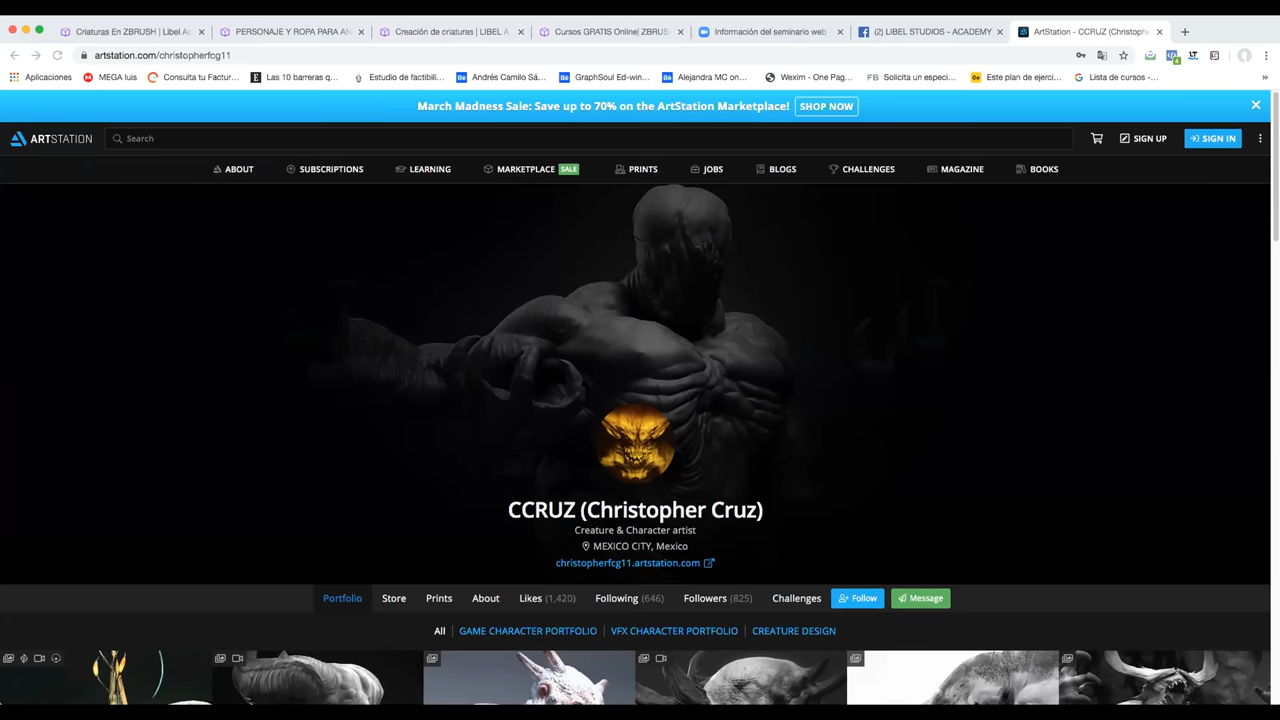 Criaturas En ZBRUSH | Libel Ac
PERSONAJE Y ROPA PARA AN
Creación de criaturas | LIBEL A
Cursos GRATIS Online| ZBRUS
Información del seminario web
(2) LIBEL STUDIOS - ACADEMY
ArtStation - CCRUZ (Christophe
artstation.com/christopherfcg11
Aplicaciones
MEGA luis
Consulta tu Factur...
Las 10 barreras q...
Estudio de factibili...
Andrés Camilo Sá...
GraphSoul Ed-win...
Alejandra MC on...
Wexim - One Pag...
FB Solicita un especi...
Este plan de ejerci...
Lista de cursos -...
March Madness Sale: Save up to 70% on the ArtStation Marketplace! SHOP NOW
ARTSTATION
Search
SIGN UP
SIGN IN
ABOUT
SUBSCRIPTIONS
LEARNING
MARKETPLACE SALE
PRINTS
JOBS
BLOGS
CHALLENGES
MAGAZINE
BOOKS
CCRUZ (Christopher Cruz)
Creature & Character artist
MEXICO CITY, Mexico
christopherfcg11.artstation.com
Portfolio
Store
Prints
About
Likes (1,420)
Following (646)
Followers (825)
Challenges
Follow
Message
All | GAME CHARACTER PORTFOLIO | VFX CHARACTER PORTFOLIO | CREATURE DESIGN